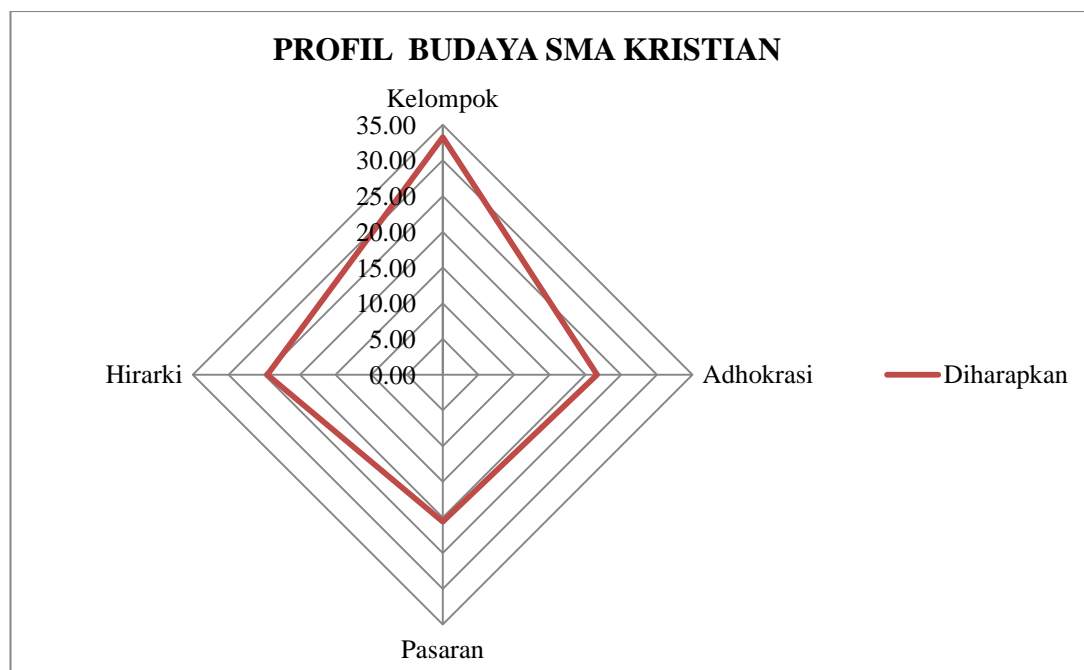 PROFIL BUDAYA SMA KRISTIAN
Kelompok
35.00
30.00
25.00
20.00
15.00
10.00
5.00
0.00
Hirarki
Adhokrasi
Diharapkan
Pasaran